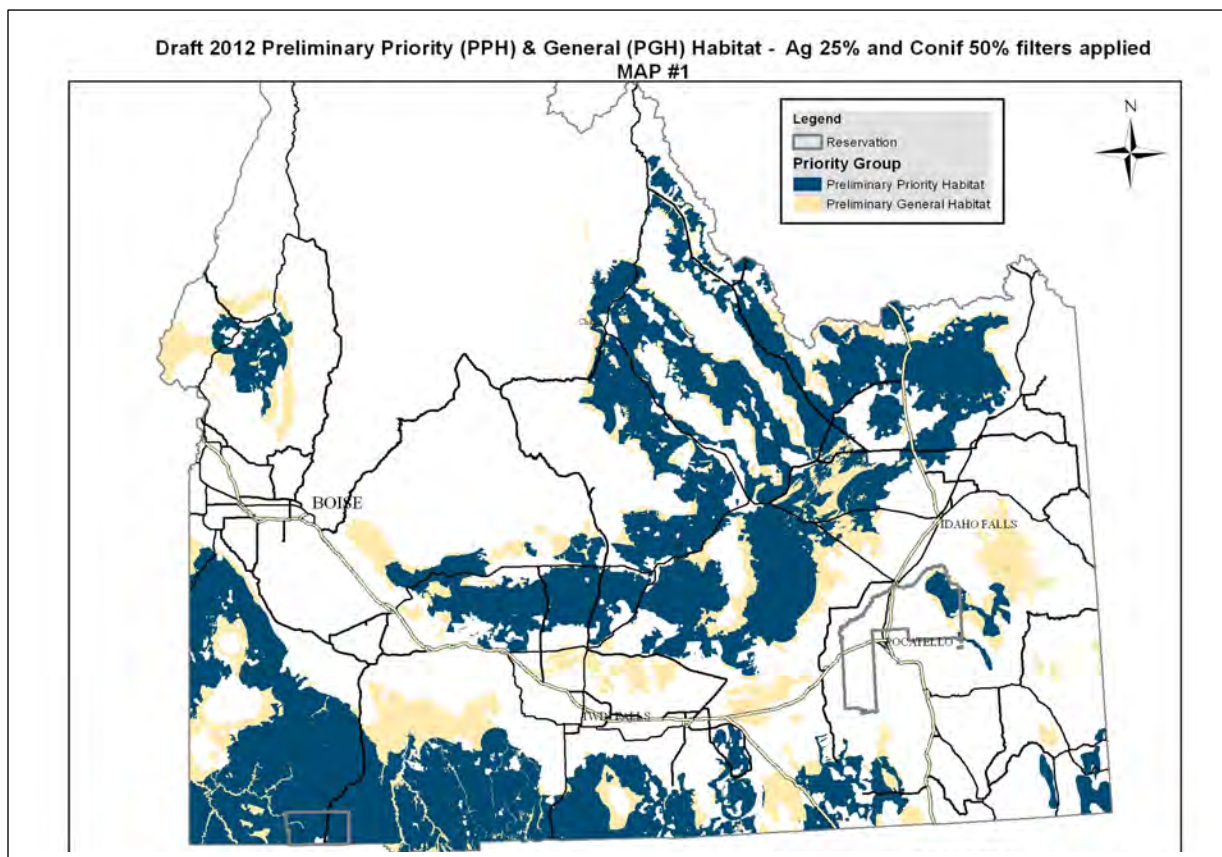 Draft 2012 Preliminary Priority (PPH) & General (PGH) Habitat - Ag 25% and Conif 50% filters applied
MAP #1
N
Legend
Reservation
Priority Group
Preliminary Priority Habitat
Preliminary General Habitat
BOISE
IDAHO FALLS
POCATELLO
TWIN FALLS